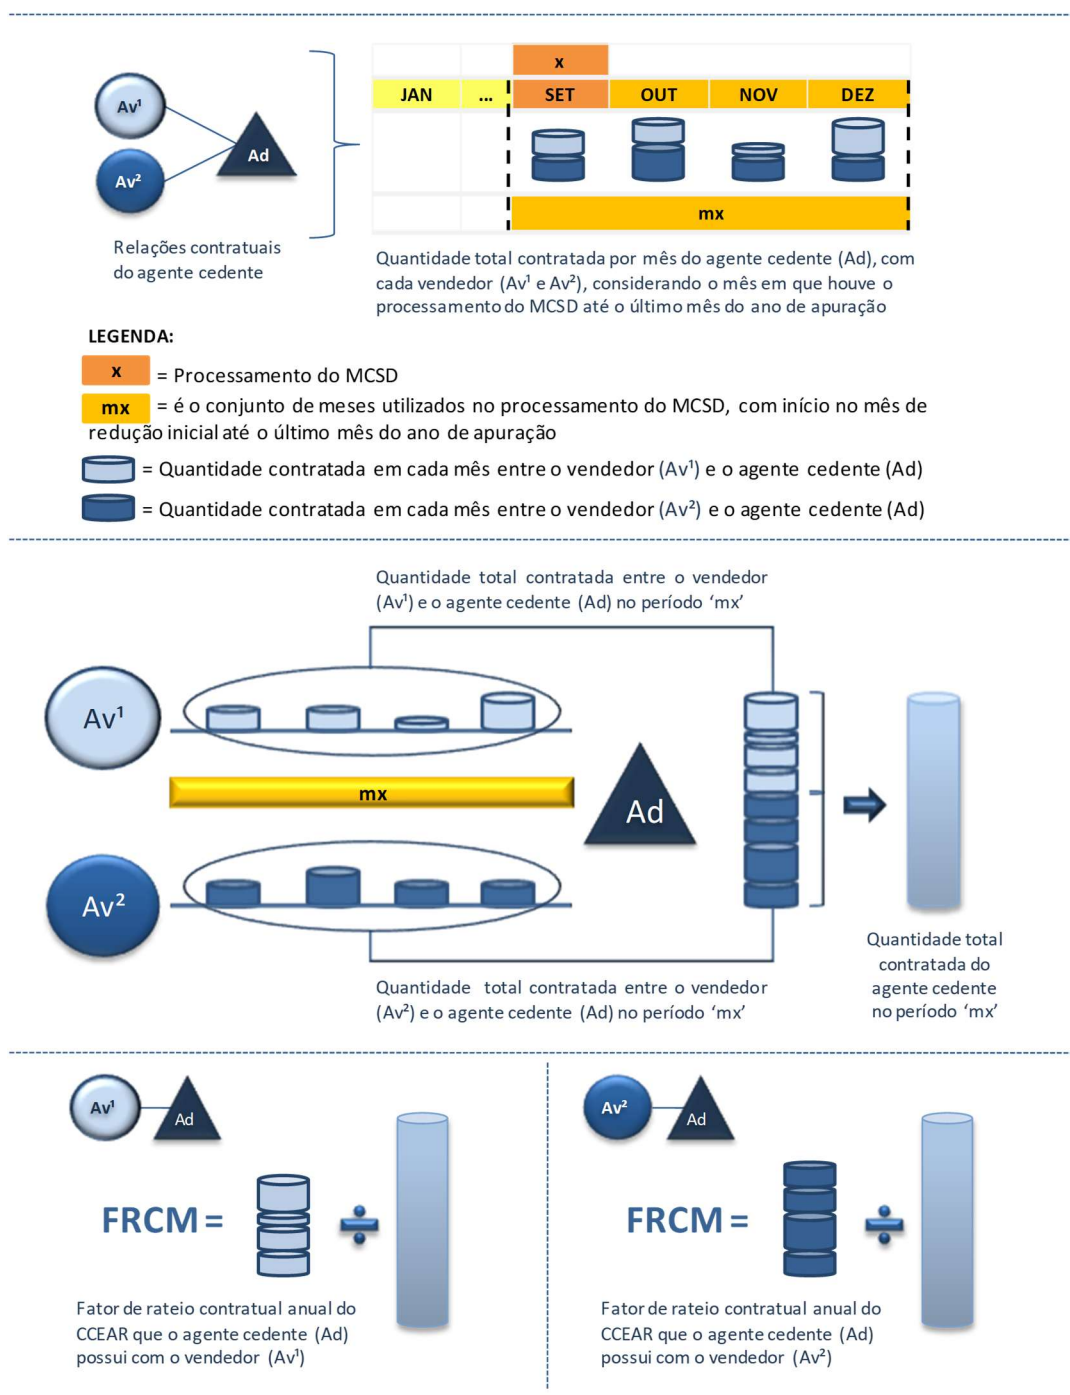 x
JAN
...
SET
OUT
NOV
DEZ
Av¹
Ad
Av²
mx
Relações contratuais
do agente cedente
Quantidade total contratada por mês do agente cedente (Ad), com
cada vendedor (Av¹ e Av²), considerando o mês em que houve o
processamento do MCSD até o último mês do ano de apuração
LEGENDA:
x = Processamento do MCSD
mx = é o conjunto de meses utilizados no processamento do MCSD, com início no mês de
redução inicial até o último mês do ano de apuração
= Quantidade contratada em cada mês entre o vendedor (Av¹) e o agente cedente (Ad)
= Quantidade contratada em cada mês entre o vendedor (Av²) e o agente cedente (Ad)
Quantidade total contratada entre o vendedor
(Av¹) e o agente cedente (Ad) no período ‘mx’
Av¹
mx
Ad
Av²
Quantidade total contratada entre o vendedor
(Av²) e o agente cedente (Ad) no período ‘mx’
Quantidade total
contratada do
agente cedente
no período ‘mx’
Av¹
Ad
FRCM =
÷
Fator de rateio contratual anual do
CCEAR que o agente cedente (Ad)
possui com o vendedor (Av¹)
Av²
Ad
FRCM =
÷
Fator de rateio contratual anual do
CCEAR que o agente cedente (Ad)
possui com o vendedor (Av²)